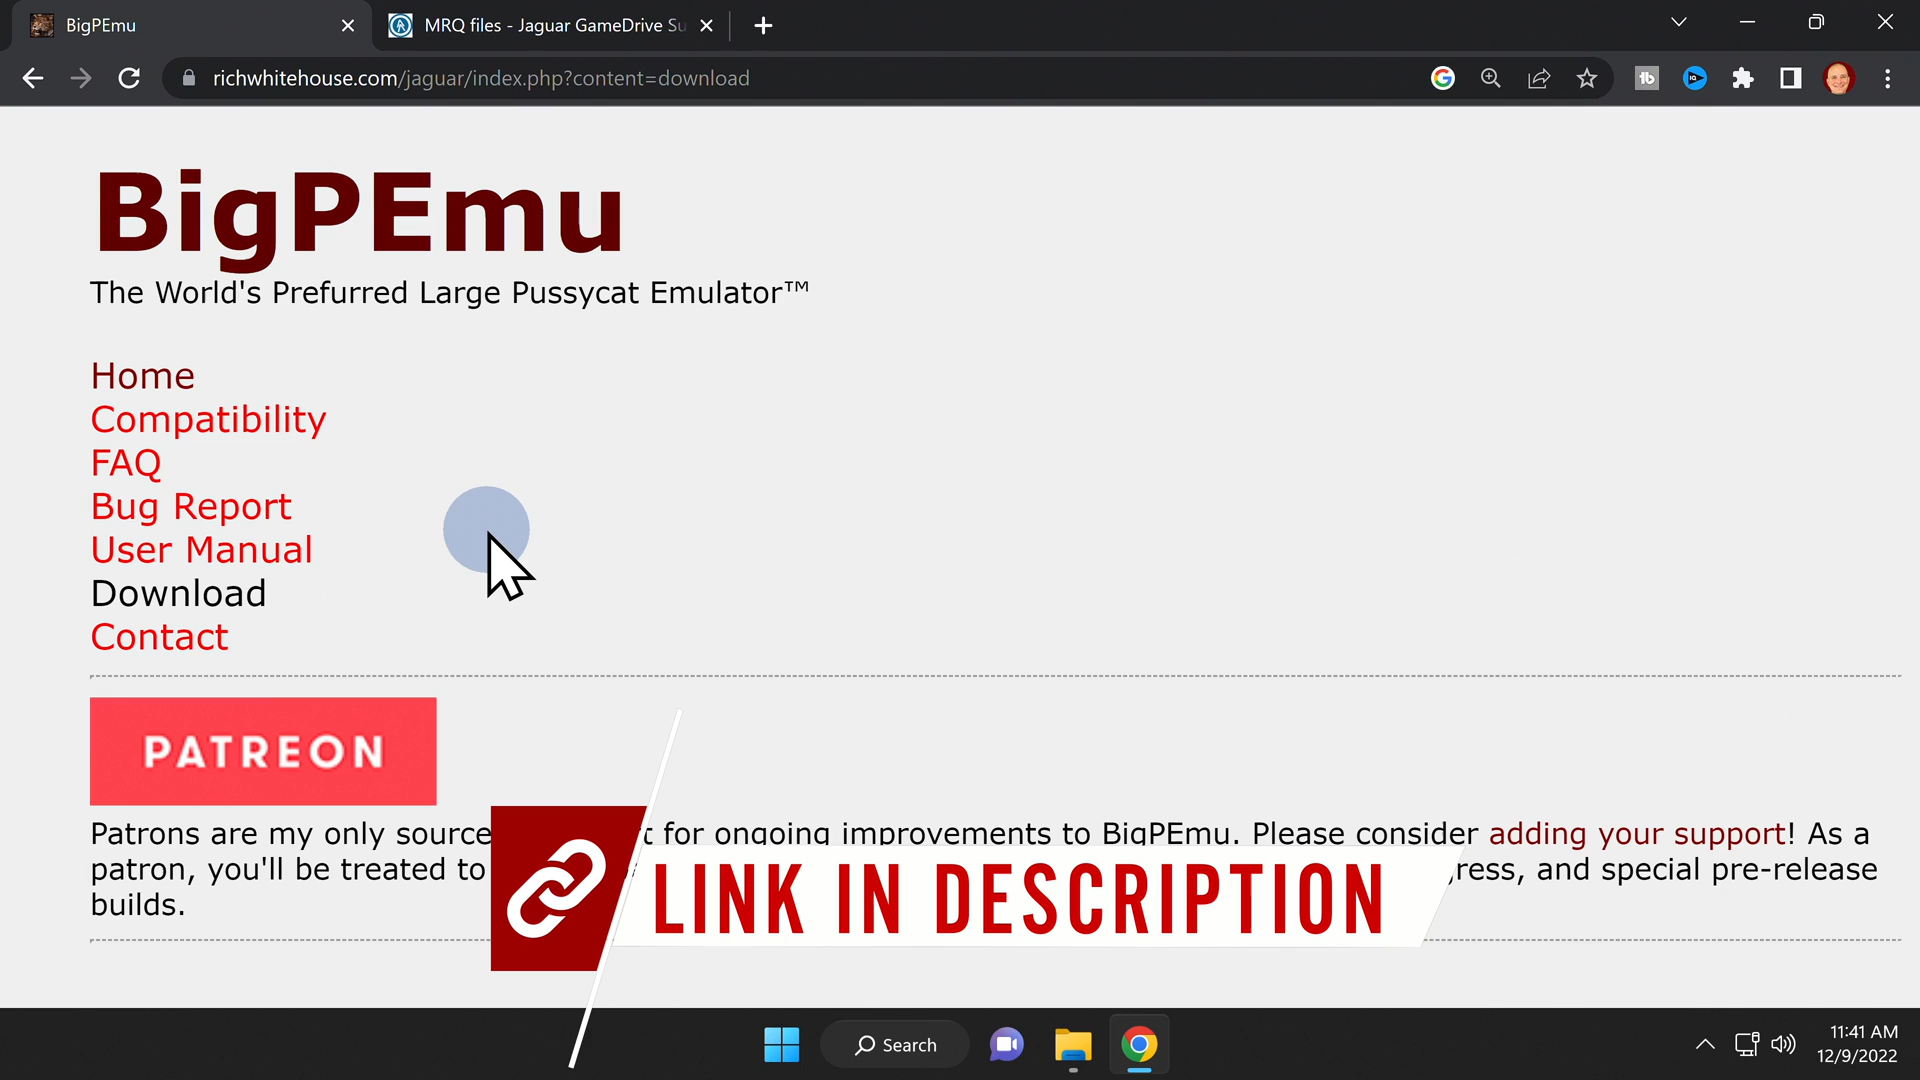 BigPEmu
MRQ files - Jaguar GameDrive Su
richwhitehouse.com/jaguar/index.php?content=download
BigPEmu
The World's Prefurred Large Pussycat Emulator™
Home
Compatibility
FAQ
Bug Report
User Manual
Download
Contact
PATREON
Patrons are my only source t for ongoing improvements to BigPEmu. Please consider adding your support! As a
patron, you'll be treated to ress, and special pre-release
builds.
LINK IN DESCRIPTION
Search
11:41 AM
12/9/2022